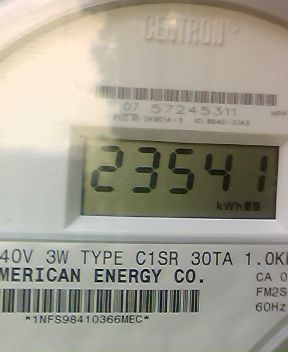 CENTRON
07 57245311
23541
kWh
40V 3W TYPE C1SR 30TA 1.0K
MERICAN ENERGY CO.
CA 0
FM2S
60Hz
*1NFS98410366MEC*